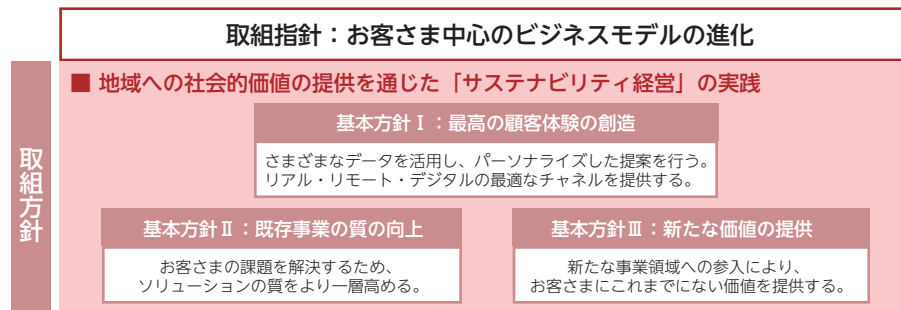 取組指針：お客さま中心のビジネスモデルの進化
取組方針
■ 地域への社会的価値の提供を通じた「サステナビリティ経営」の実践
基本方針Ⅰ：最高の顧客体験の創造
さまざまなデータを活用し、パーソナライズした提案を行う。
リアル・リモート・デジタルの最適なチャネルを提供する。
基本方針Ⅱ：既存事業の質の向上
お客さまの課題を解決するため、
ソリューションの質をより一層高める。
基本方針Ⅲ：新たな価値の提供
新たな事業領域への参入により、
お客さまにこれまでにない価値を提供する。